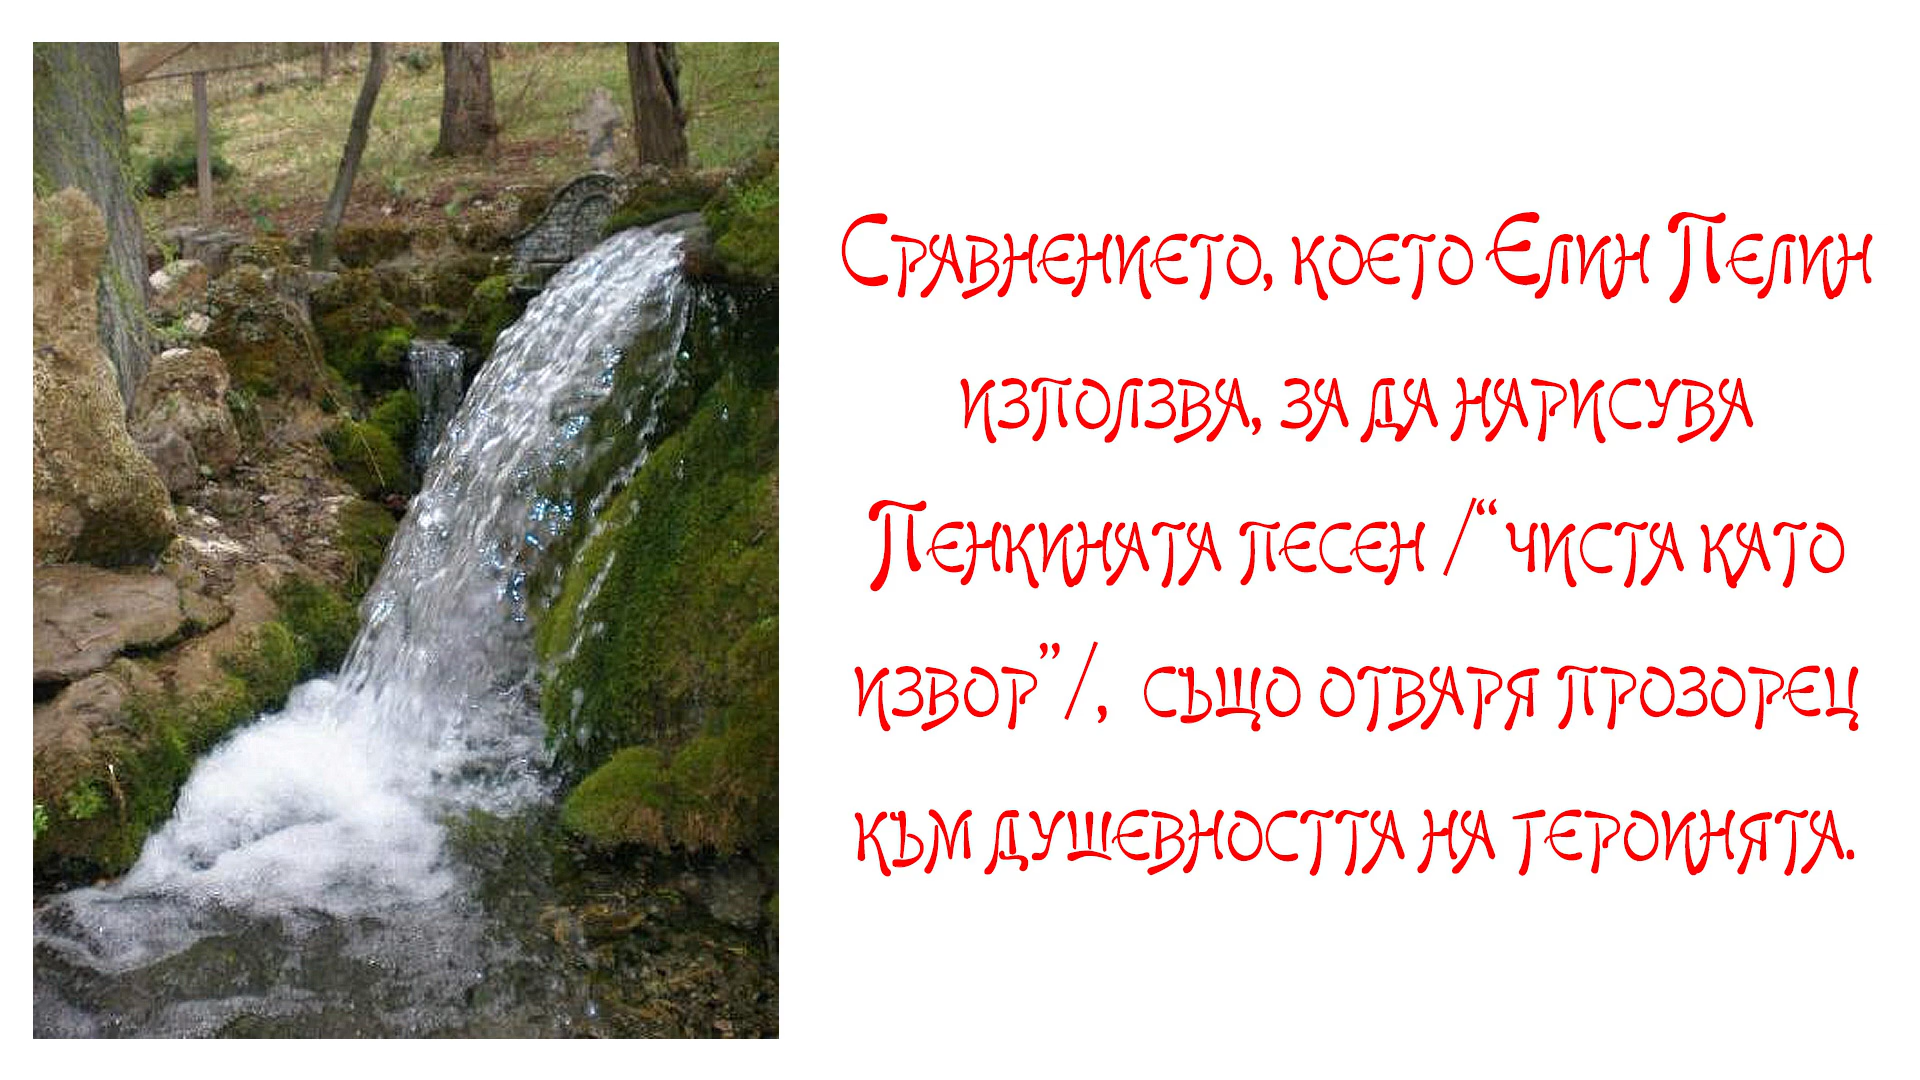 Сравнението, което Елин Пелин
използва, за да нарисува
Пенкината песен /“чиста като
извор”/,  също отваря прозорец
към душевността на героинята.